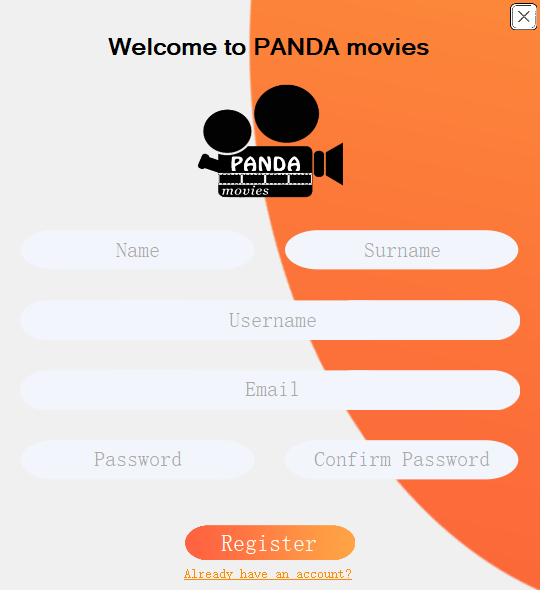 Welcome to PANDA movies
PANDA
movies
Name
Surname
Username
Email
Password
Confirm Password
Register
Already have an account?